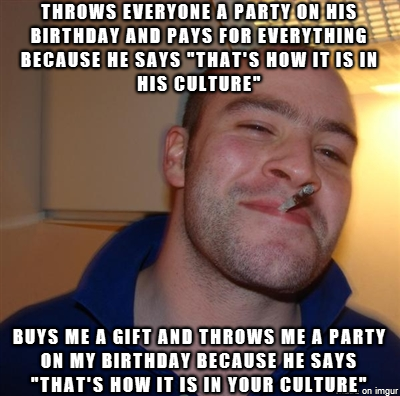 THROWS EVERYONE A PARTY ON HIS
BIRTHDAY AND PAYS FOR EVERYTHING
BECAUSE HE SAYS "THAT'S HOW IT IS IN
HIS CULTURE"
BUYS ME A GIFT AND THROWS ME A PARTY
ON MY BIRTHDAY BECAUSE HE SAYS
"THAT'S HOW IT IS IN YOUR CULTURE"
on imgur